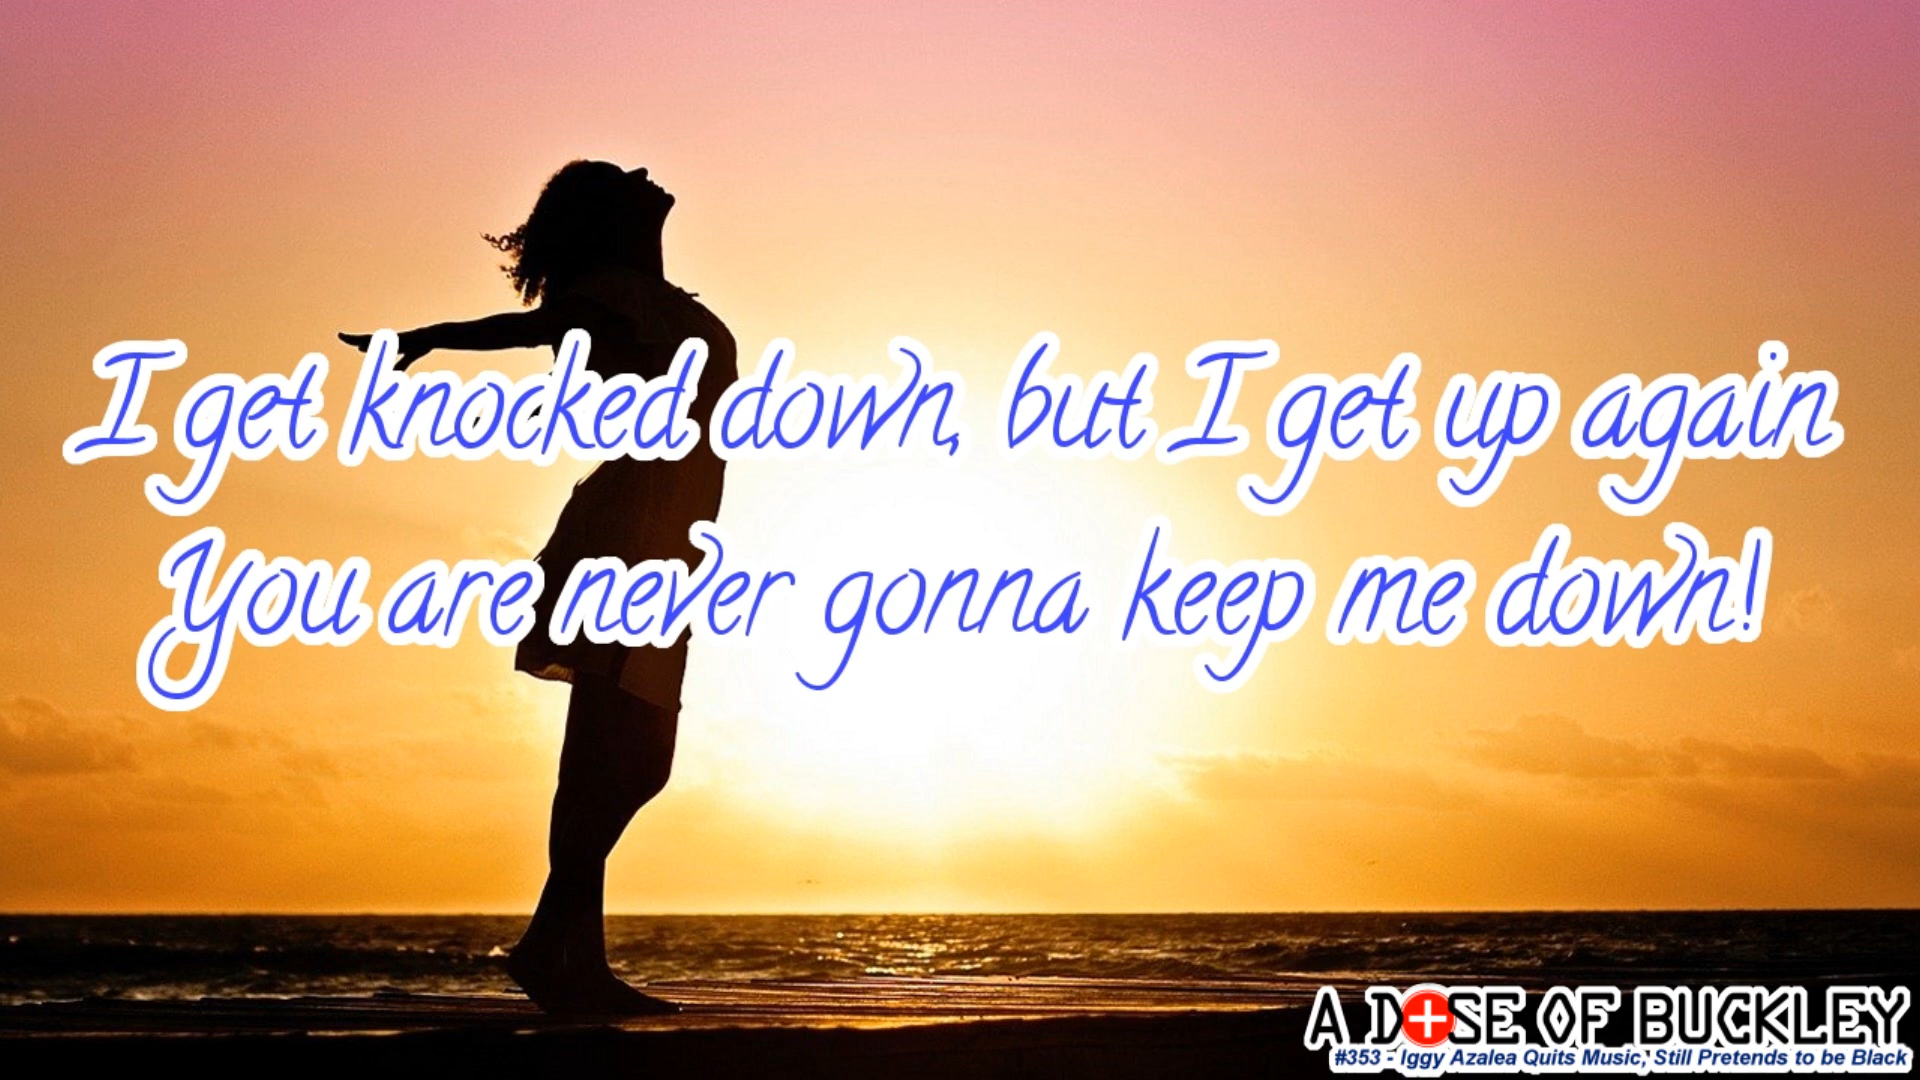 I get knocked down, but I get up again
You are never gonna keep me down!
A DOSE OF BUCKLEY
#353 - Iggy Azalea Quits Music, Still Pretends to be Black